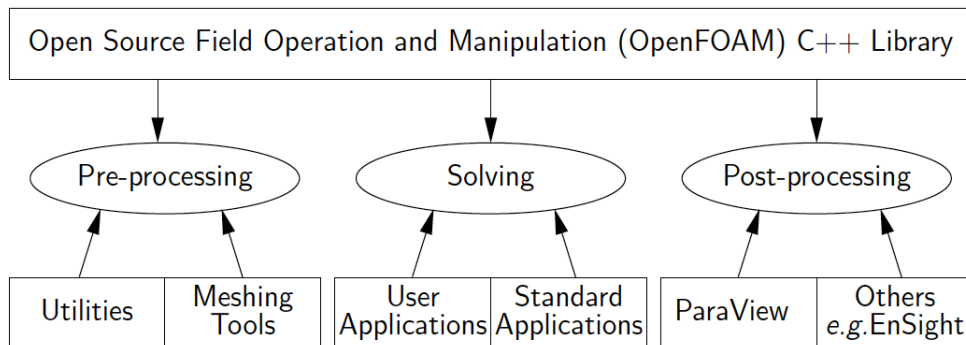 Open Source Field Operation and Manipulation (OpenFOAM) C++ Library
Pre-processing
Solving
Post-processing
Utilities
Meshing
Tools
User
Applications
Standard
Applications
ParaView
Others
e.g.EnSight